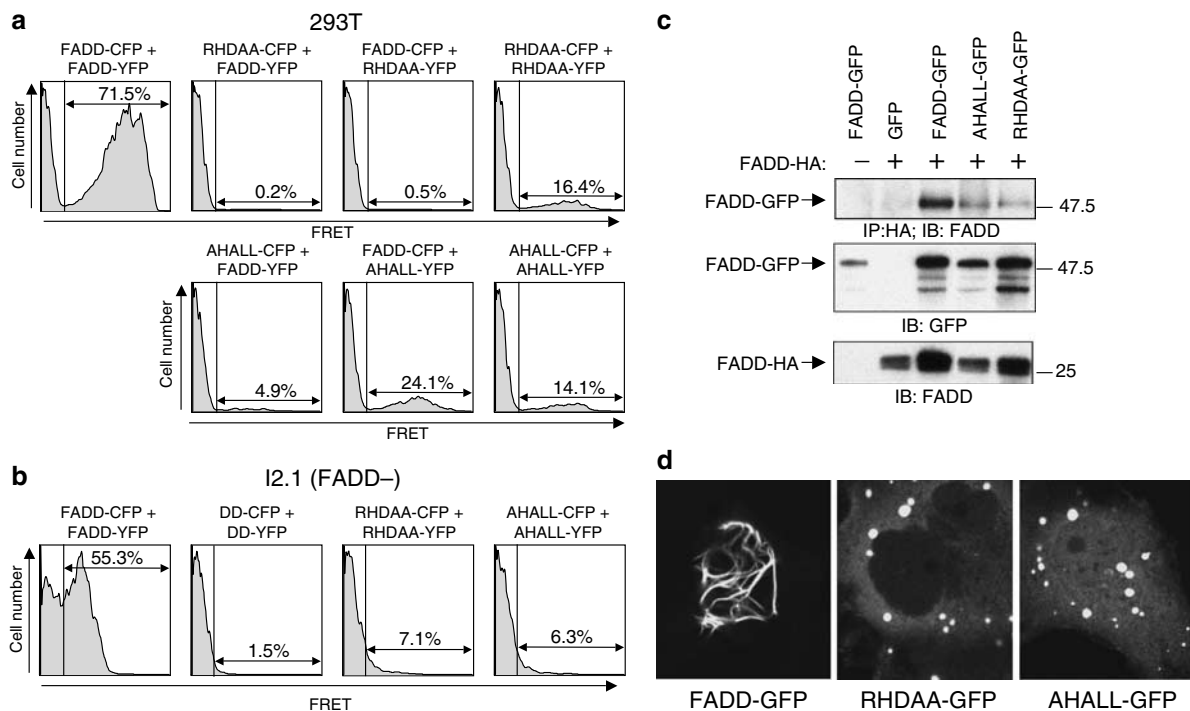 a
293T
FADD-CFP + FADD-YFP
71.5%
RHDAA-CFP + FADD-YFP
0.2%
FADD-CFP + RHDAA-YFP
0.5%
RHDAA-CFP + RHDAA-YFP
16.4%
Cell number
FRET
AHALL-CFP + FADD-YFP
4.9%
FADD-CFP + AHALL-YFP
24.1%
AHALL-CFP + AHALL-YFP
14.1%
Cell number
FRET
b
I2.1 (FADD–)
FADD-CFP + FADD-YFP
55.3%
DD-CFP + DD-YFP
1.5%
RHDAA-CFP + RHDAA-YFP
7.1%
AHALL-CFP + AHALL-YFP
6.3%
Cell number
FRET
c
FADD-GFP
GFP
FADD-GFP
AHALL-GFP
RHDAA-GFP
FADD-HA: – + + + +
FADD-GFP
47.5
IP:HA; IB: FADD
FADD-GFP
47.5
IB: GFP
FADD-HA
25
IB: FADD
d
FADD-GFP
RHDAA-GFP
AHALL-GFP